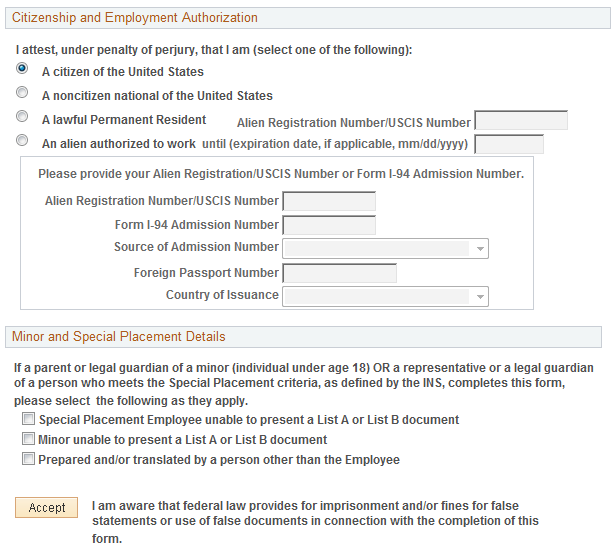 Citizenship and Employment Authorization
I attest, under penalty of perjury, that I am (select one of the following):
A citizen of the United States
A noncitizen national of the United States
A lawful Permanent Resident Alien Registration Number/USCIS Number
An alien authorized to work until (expiration date, if applicable, mm/dd/yyyy)
Please provide your Alien Registration/USCIS Number or Form I-94 Admission Number.
Alien Registration Number/USCIS Number
Form I-94 Admission Number
Source of Admission Number
Foreign Passport Number
Country of Issuance
Minor and Special Placement Details
If a parent or legal guardian of a minor (individual under age 18) OR a representative or a legal guardian
of a person who meets the Special Placement criteria, as defined by the INS, completes this form,
please select the following as they apply.
Special Placement Employee unable to present a List A or List B document
Minor unable to present a List A or List B document
Prepared and/or translated by a person other than the Employee
Accept
I am aware that federal law provides for imprisonment and/or fines for false
statements or use of false documents in connection with the completion of this
form.